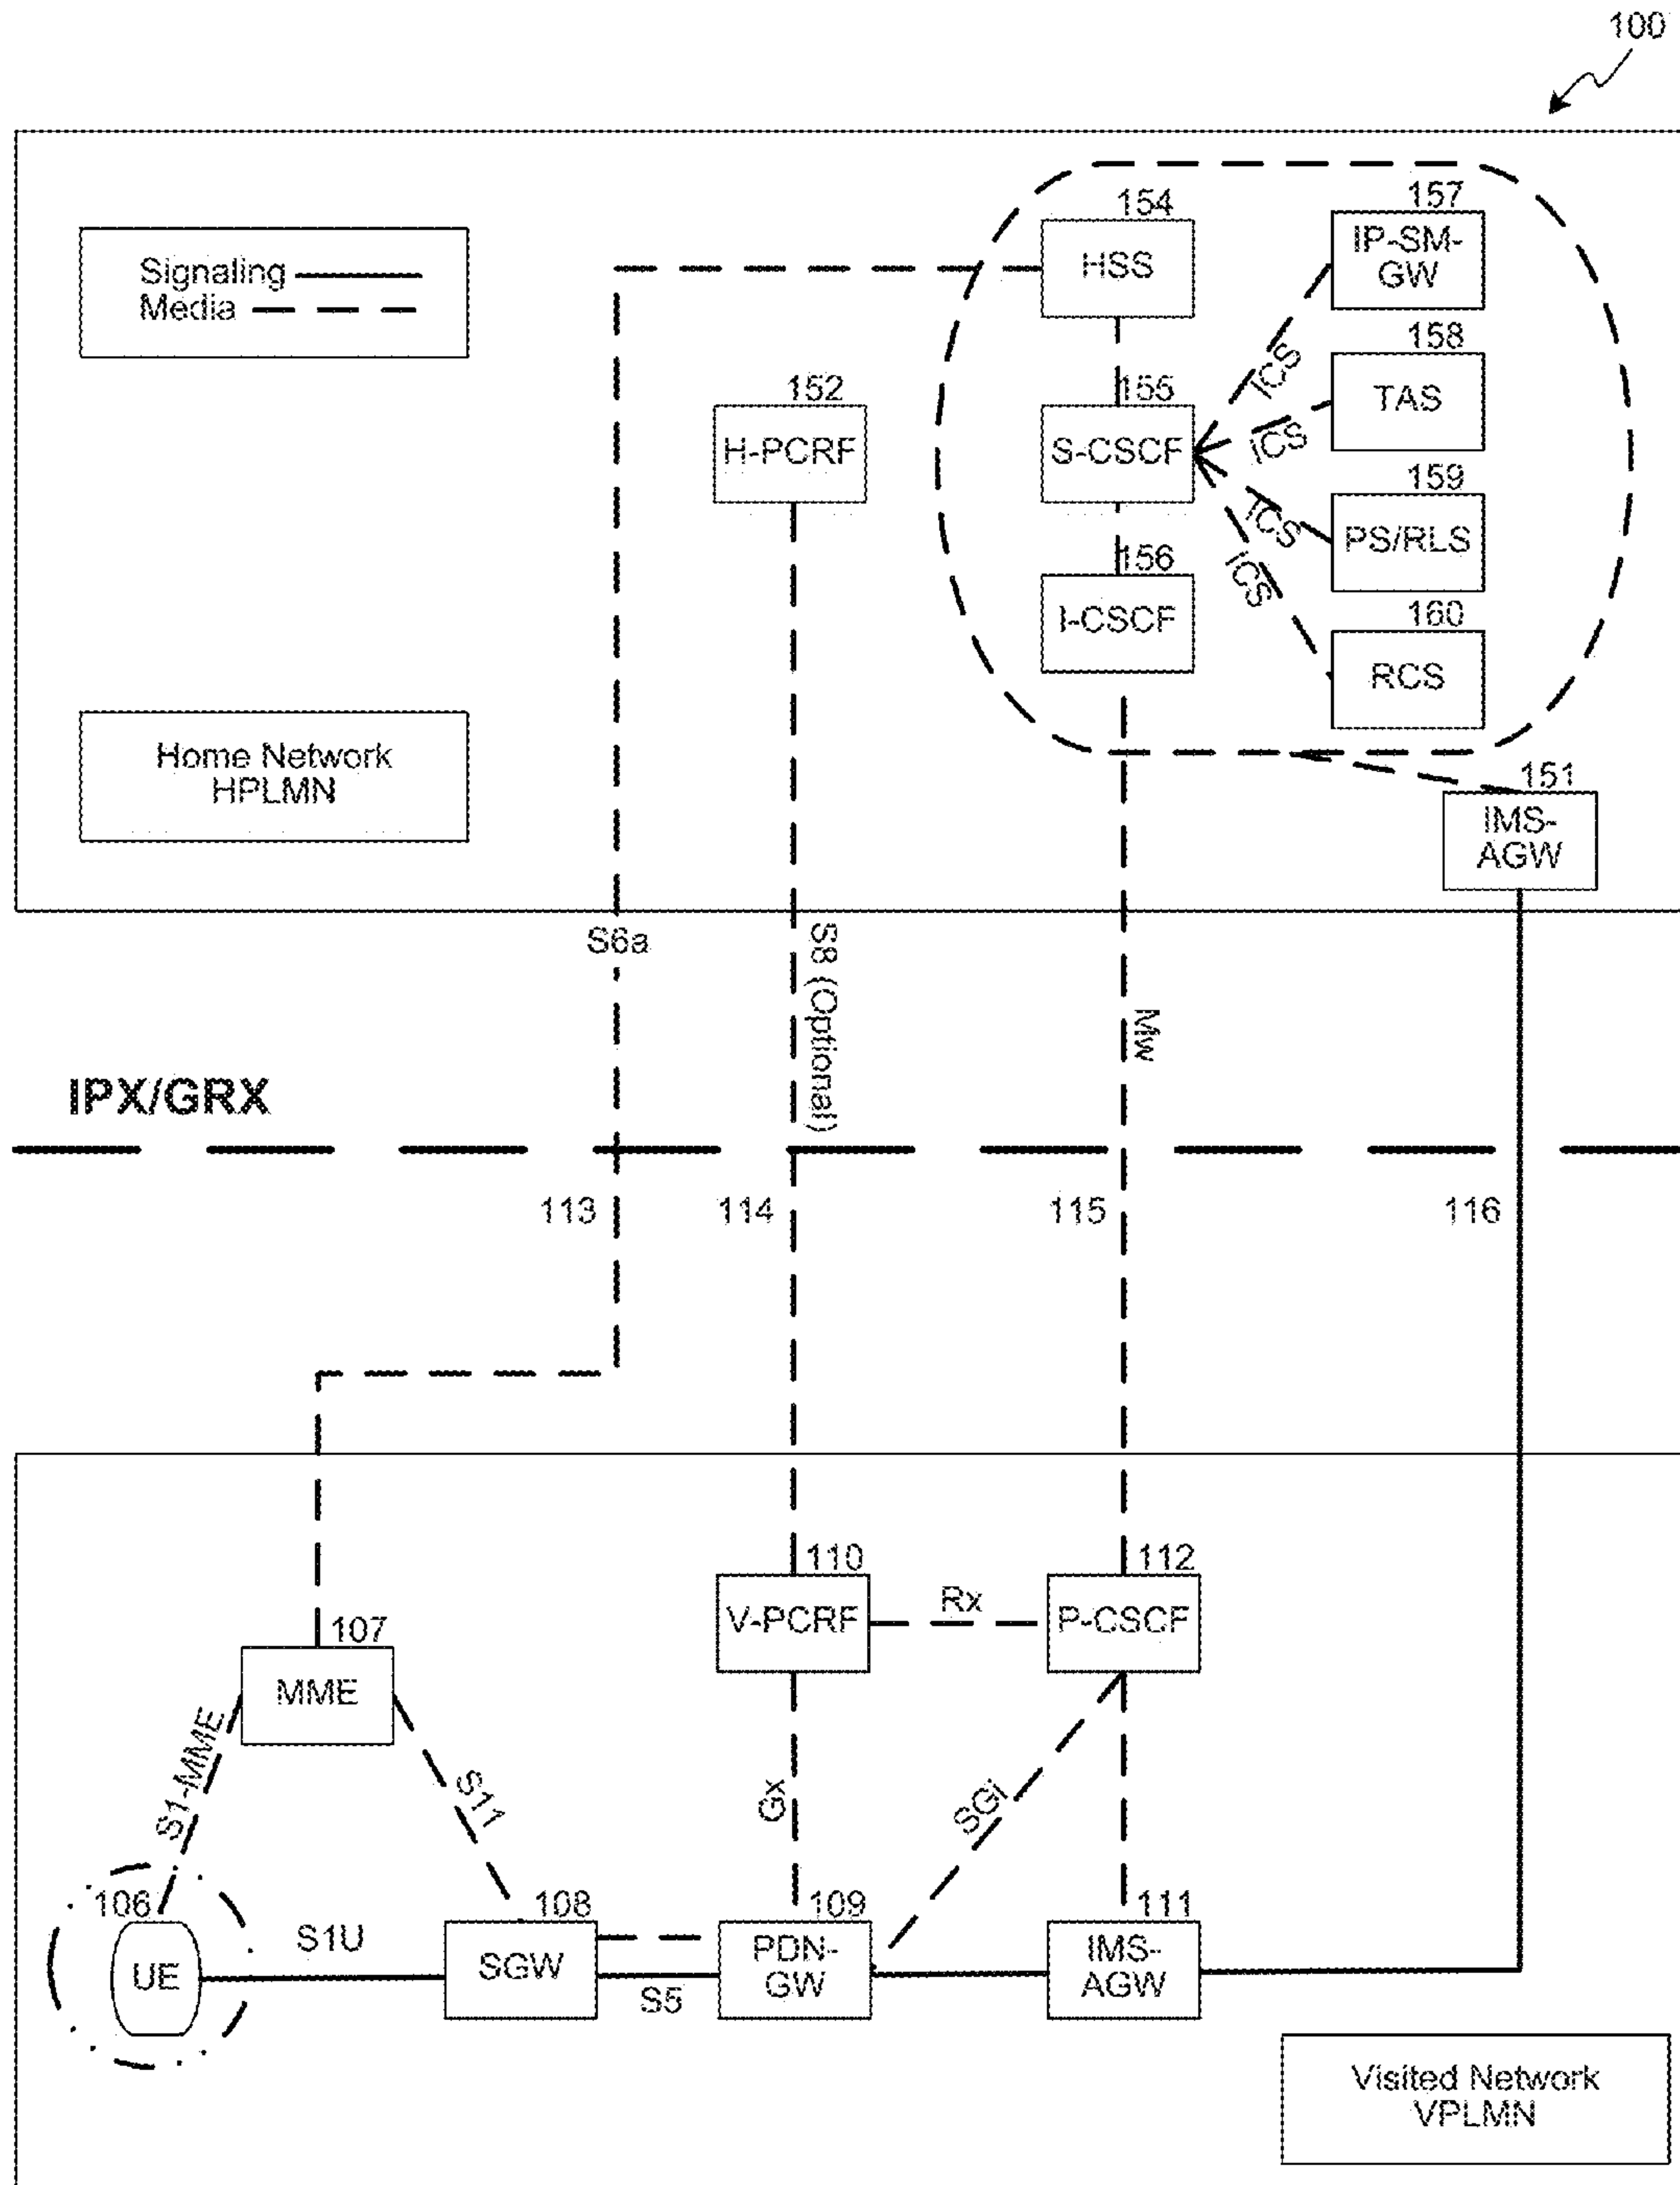 100
154
157
HSS
IP-SM-
GW
Signaling
Media
158
TAS
ICS
ICS
ICS
ICS
152
155
H-PCRF
S-CSCF
159
PS/RLS
156
I-CSCF
160
RCS
Home Network
HPLMN
151
IMS-
AGW
S6a
S8 (Optional)
Mw
IPX/GRX
113
114
115
116
110
112
V-PCRF
Rx
P-CSCF
107
MME
S1-MME
S11
Gx
SGi
106
UE
S1U
108
SGW
S5
109
PDN-
GW
111
IMS-
AGW
Visited Network
VPLMN